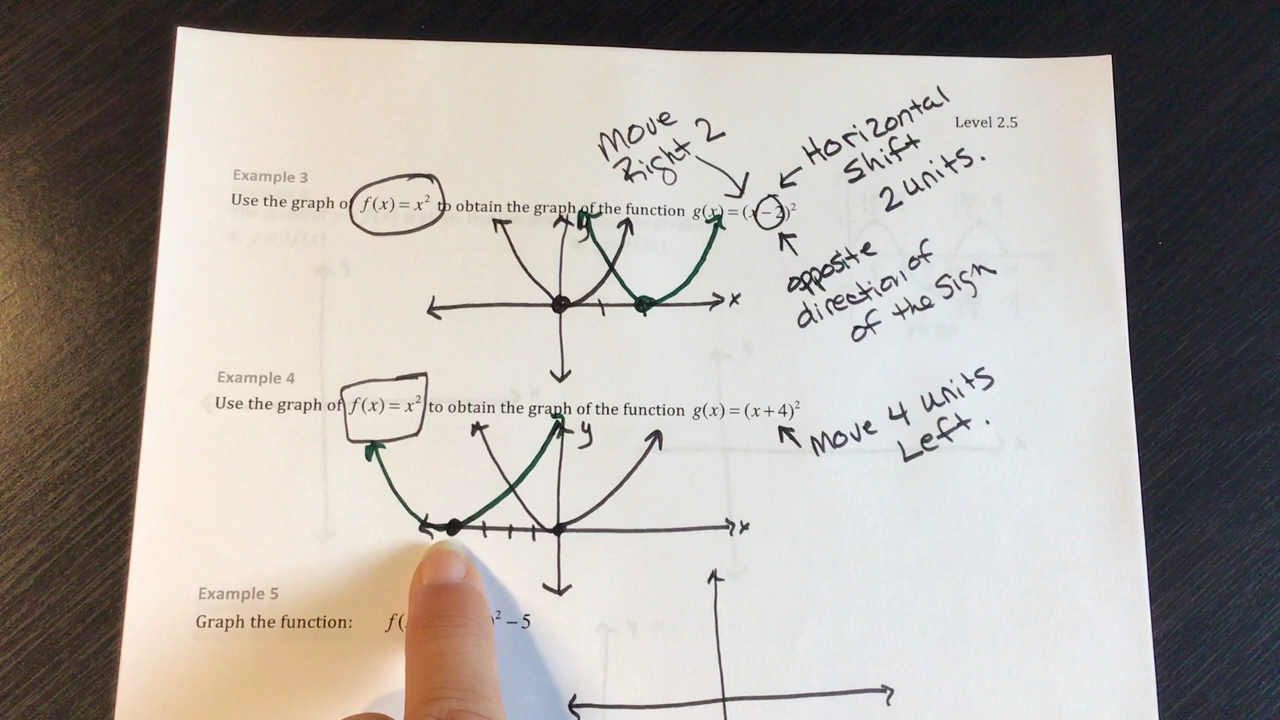 Level 2.5
Move
Right 2
Horizontal
Shift
2 units.
Example 3
Use the graph of f(x) = x² to obtain the graph of the function g(x) = (x − 2)²
y
x
opposite
direction of
of the Sign
Example 4
Use the graph of f(x) = x² to obtain the graph of the function g(x) = (x + 4)²
y
x
Move 4 units
Left.
Example 5
Graph the function: f( )² − 5